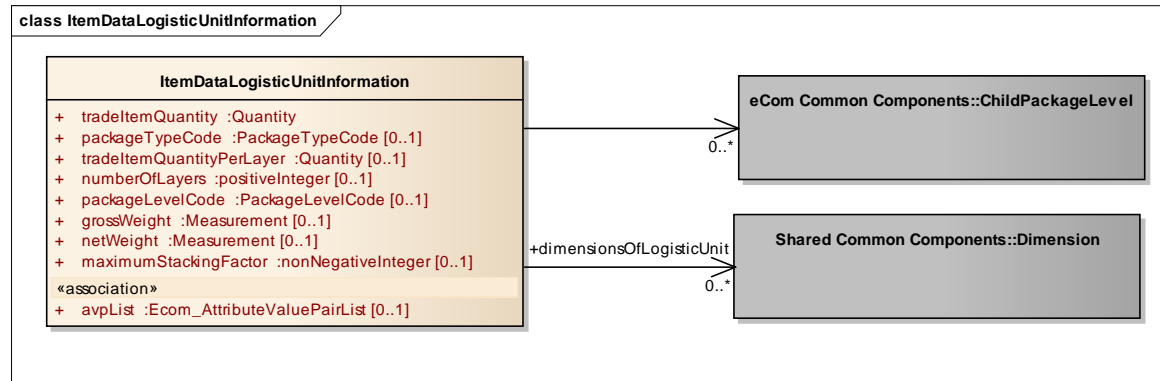 class ItemDataLogisticUnitInformation
ItemDataLogisticUnitInformation
+ tradeItemQuantity :Quantity
+ packageTypeCode :PackageTypeCode [0..1]
+ tradeItemQuantityPerLayer :Quantity [0..1]
+ numberOfLayers :positiveInteger [0..1]
+ packageLevelCode :PackageLevelCode [0..1]
+ grossWeight :Measurement [0..1]
+ netWeight :Measurement [0..1]
+ maximumStackingFactor :nonNegativeInteger [0..1]
«association»
+ avpList :Ecom_AttributeValuePairList [0..1]
eCom Common Components::ChildPackageLevel
0..*
+dimensionsOfLogisticUnit
0..*
Shared Common Components::Dimension